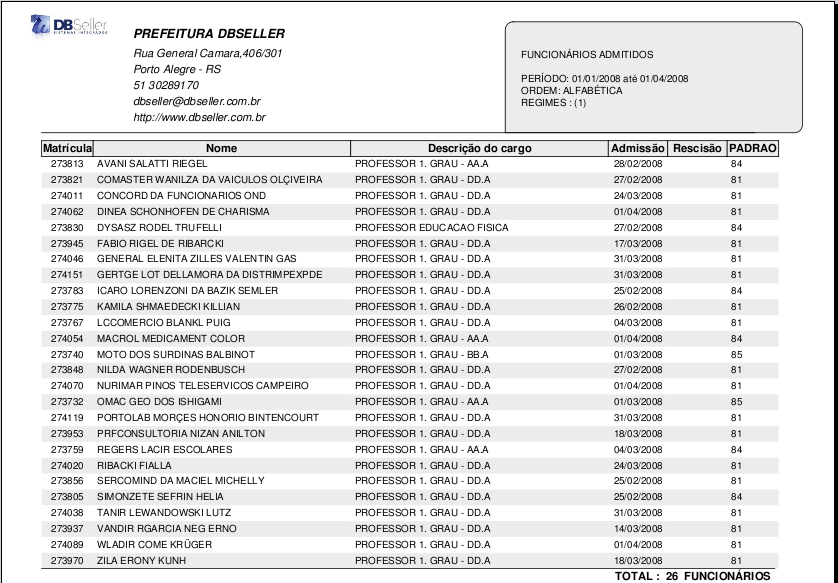 DBSeller
SISTEMAS INTEGRADOS
PREFEITURA DBSELLER
Rua General Camara,406/301
Porto Alegre - RS
51 30289170
dbseller@dbseller.com.br
http://www.dbseller.com.br
FUNCIONÁRIOS ADMITIDOS
PERÍODO: 01/01/2008 até 01/04/2008
ORDEM: ALFABÉTICA
REGIMES : (1)
Matrícula Nome Descrição do cargo Admissão Rescisão PADRAO
273813 AVANI SALATTI RIEGEL PROFESSOR 1. GRAU - AA.A 28/02/2008 84
273821 COMASTER WANILZA DA VAICULOS OLÇIVEIRA PROFESSOR 1. GRAU - DD.A 27/02/2008 81
274011 CONCORD DA FUNCIONARIOS OND PROFESSOR 1. GRAU - DD.A 24/03/2008 81
274062 DINEA SCHONHOFEN DE CHARISMA PROFESSOR 1. GRAU - DD.A 01/04/2008 81
273830 DYSASZ RODEL TRUFELLI PROFESSOR EDUCACAO FISICA 27/02/2008 84
273945 FABIO RIGEL DE RIBARCKI PROFESSOR 1. GRAU - DD.A 17/03/2008 81
274046 GENERAL ELENITA ZILLES VALENTIN GAS PROFESSOR 1. GRAU - DD.A 31/03/2008 81
274151 GERTGE LOT DELLAMORA DA DISTRIMPEXPDE PROFESSOR 1. GRAU - DD.A 31/03/2008 81
273783 ICARO LORENZONI DA BAZIK SEMLER PROFESSOR 1. GRAU - DD.A 25/02/2008 84
273775 KAMILA SHMAEDECKI KILLIAN PROFESSOR 1. GRAU - DD.A 26/02/2008 81
273767 LCCOMERCIO BLANKL PUIG PROFESSOR 1. GRAU - DD.A 04/03/2008 81
274054 MACROL MEDICAMENT COLOR PROFESSOR 1. GRAU - AA.A 01/04/2008 84
273740 MOTO DOS SURDINAS BALBINOT PROFESSOR 1. GRAU - BB.A 01/03/2008 85
273848 NILDA WAGNER RODENBUSCH PROFESSOR 1. GRAU - DD.A 27/02/2008 81
274070 NURIMAR PINOS TELESERVICOS CAMPEIRO PROFESSOR 1. GRAU - DD.A 01/04/2008 81
273732 OMAC GEO DOS ISHIGAMI PROFESSOR 1. GRAU - AA.A 01/03/2008 85
274119 PORTOLAB MORÇES HONORIO BINTENCOURT PROFESSOR 1. GRAU - DD.A 31/03/2008 81
273953 PRFCONSULTORIA NIZAN ANILTON PROFESSOR 1. GRAU - DD.A 18/03/2008 81
273759 REGERS LACIR ESCOLARES PROFESSOR 1. GRAU - AA.A 04/03/2008 84
274020 RIBACKI FIALLA PROFESSOR 1. GRAU - DD.A 24/03/2008 81
273856 SERCOMIND DA MACIEL MICHELLY PROFESSOR 1. GRAU - DD.A 25/02/2008 81
273805 SIMONZETE SEFRIN HELIA PROFESSOR 1. GRAU - DD.A 25/02/2008 84
274038 TANIR LEWANDOWSKI LUTZ PROFESSOR 1. GRAU - DD.A 31/03/2008 81
273937 VANDIR RGARCIA NEG ERNO PROFESSOR 1. GRAU - DD.A 14/03/2008 81
274089 WLADIR COME KRÜGER PROFESSOR 1. GRAU - DD.A 01/04/2008 81
273970 ZILA ERONY KUNH PROFESSOR 1. GRAU - DD.A 18/03/2008 81
TOTAL : 26 FUNCIONÁRIOS